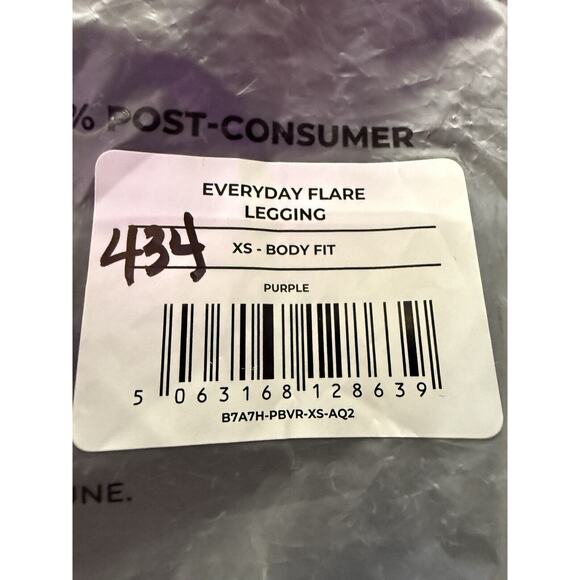 % POST-CONSUMER
EVERYDAY FLARE
LEGGING
434
XS - BODY FIT
PURPLE
5 063168 128639
B7A7H-PBVR-XS-AQ2
UNE.